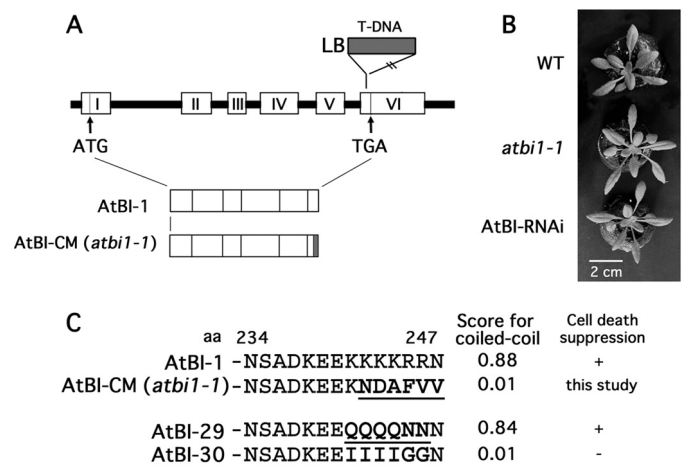 A
T-DNA
LB
I II III IV V VI
ATG TGA
AtBI-1
AtBI-CM (atbi1-1)
B
WT
atbi1-1
AtBI-RNAi
2 cm
C
aa 234 247 Score for coiled-coil Cell death suppression
AtBI-1 -NSADKEEKKKKRRN 0.88 +
AtBI-CM (atbi1-1) -NSADKEEKNDAFVV 0.01 this study
AtBI-29 -NSADKEEQQQQNNN 0.84 +
AtBI-30 -NSADKEEIIIIGGN 0.01 -